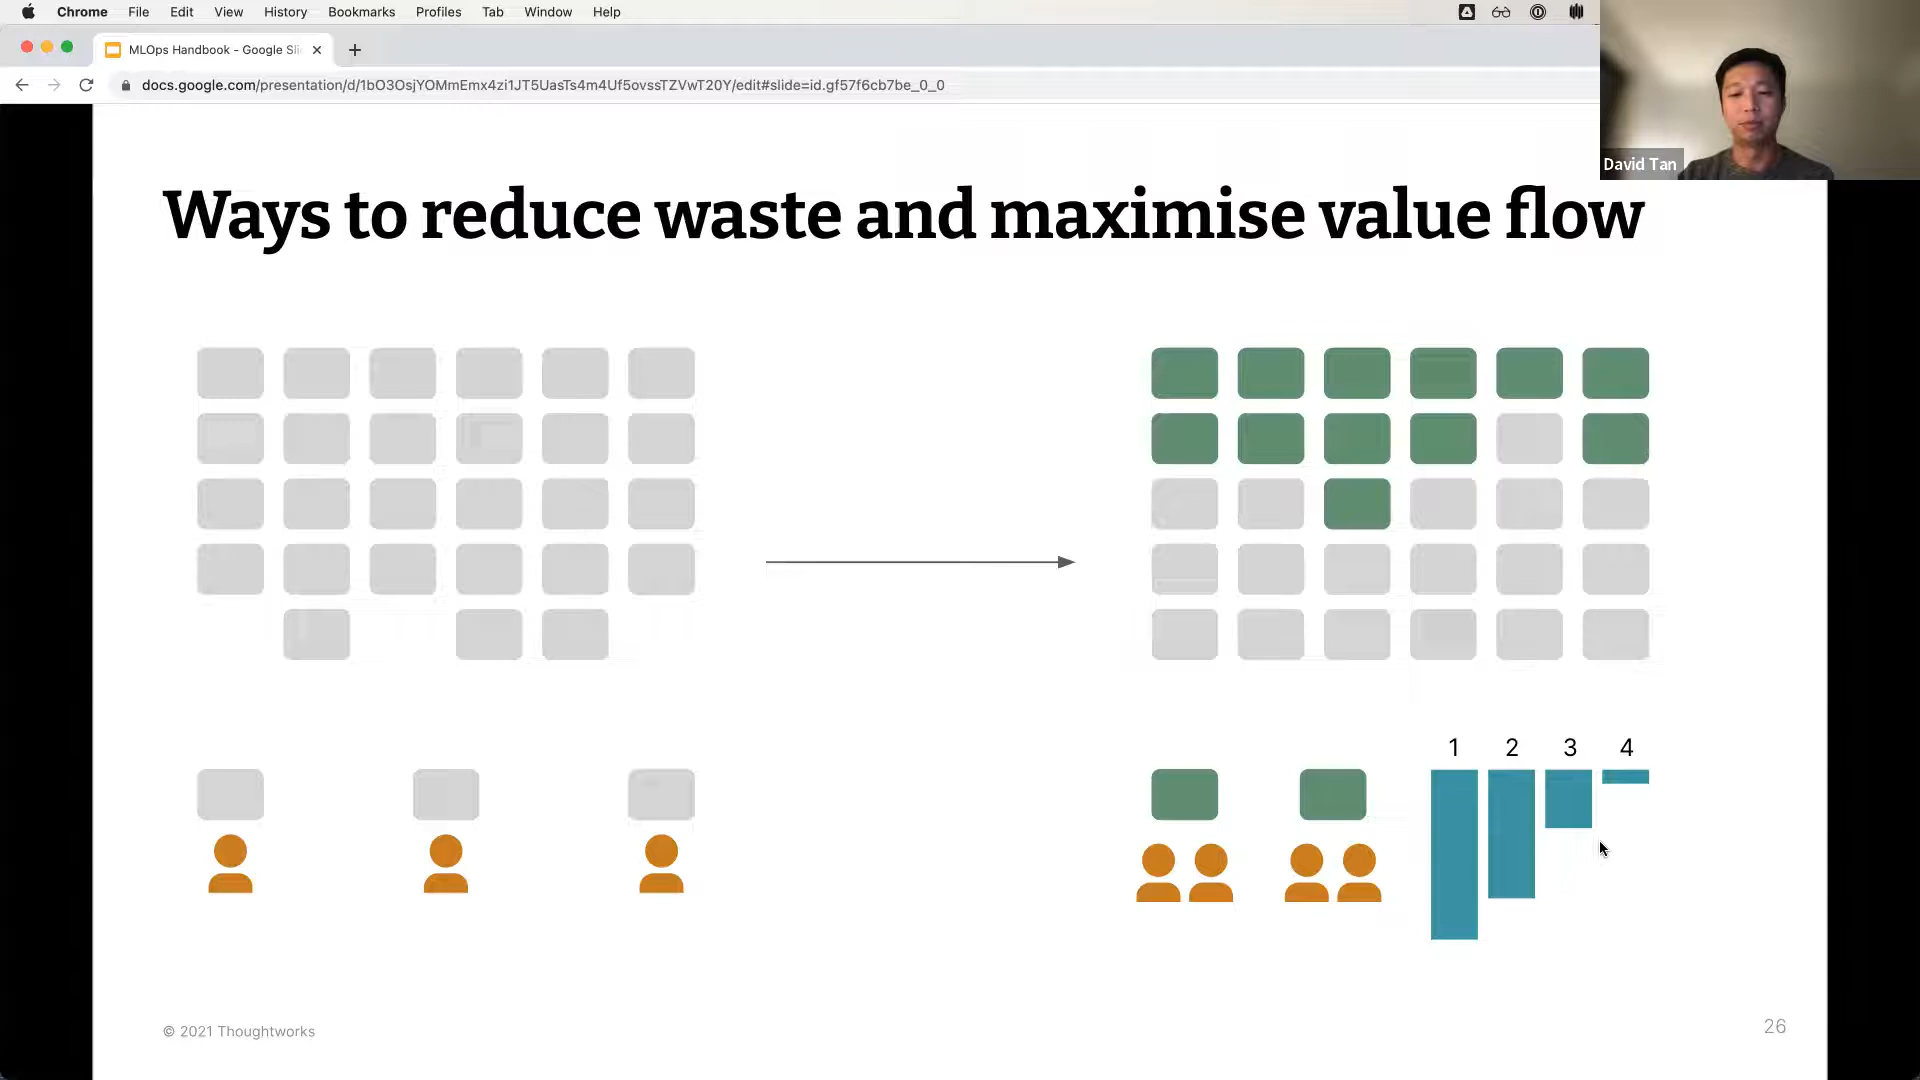 Chrome File Edit View History Bookmarks Profiles Tab Window Help
MLOps Handbook - Google Sli
docs.google.com/presentation/d/1bO3OsjYOMmEmx4zi1JT5UasTs4m4Uf5ovssTZVwT20Y/edit#slide=id.gf57f6cb7be_0_0
David Tan
Ways to reduce waste and maximise value flow
1 2 3 4
© 2021 Thoughtworks
26